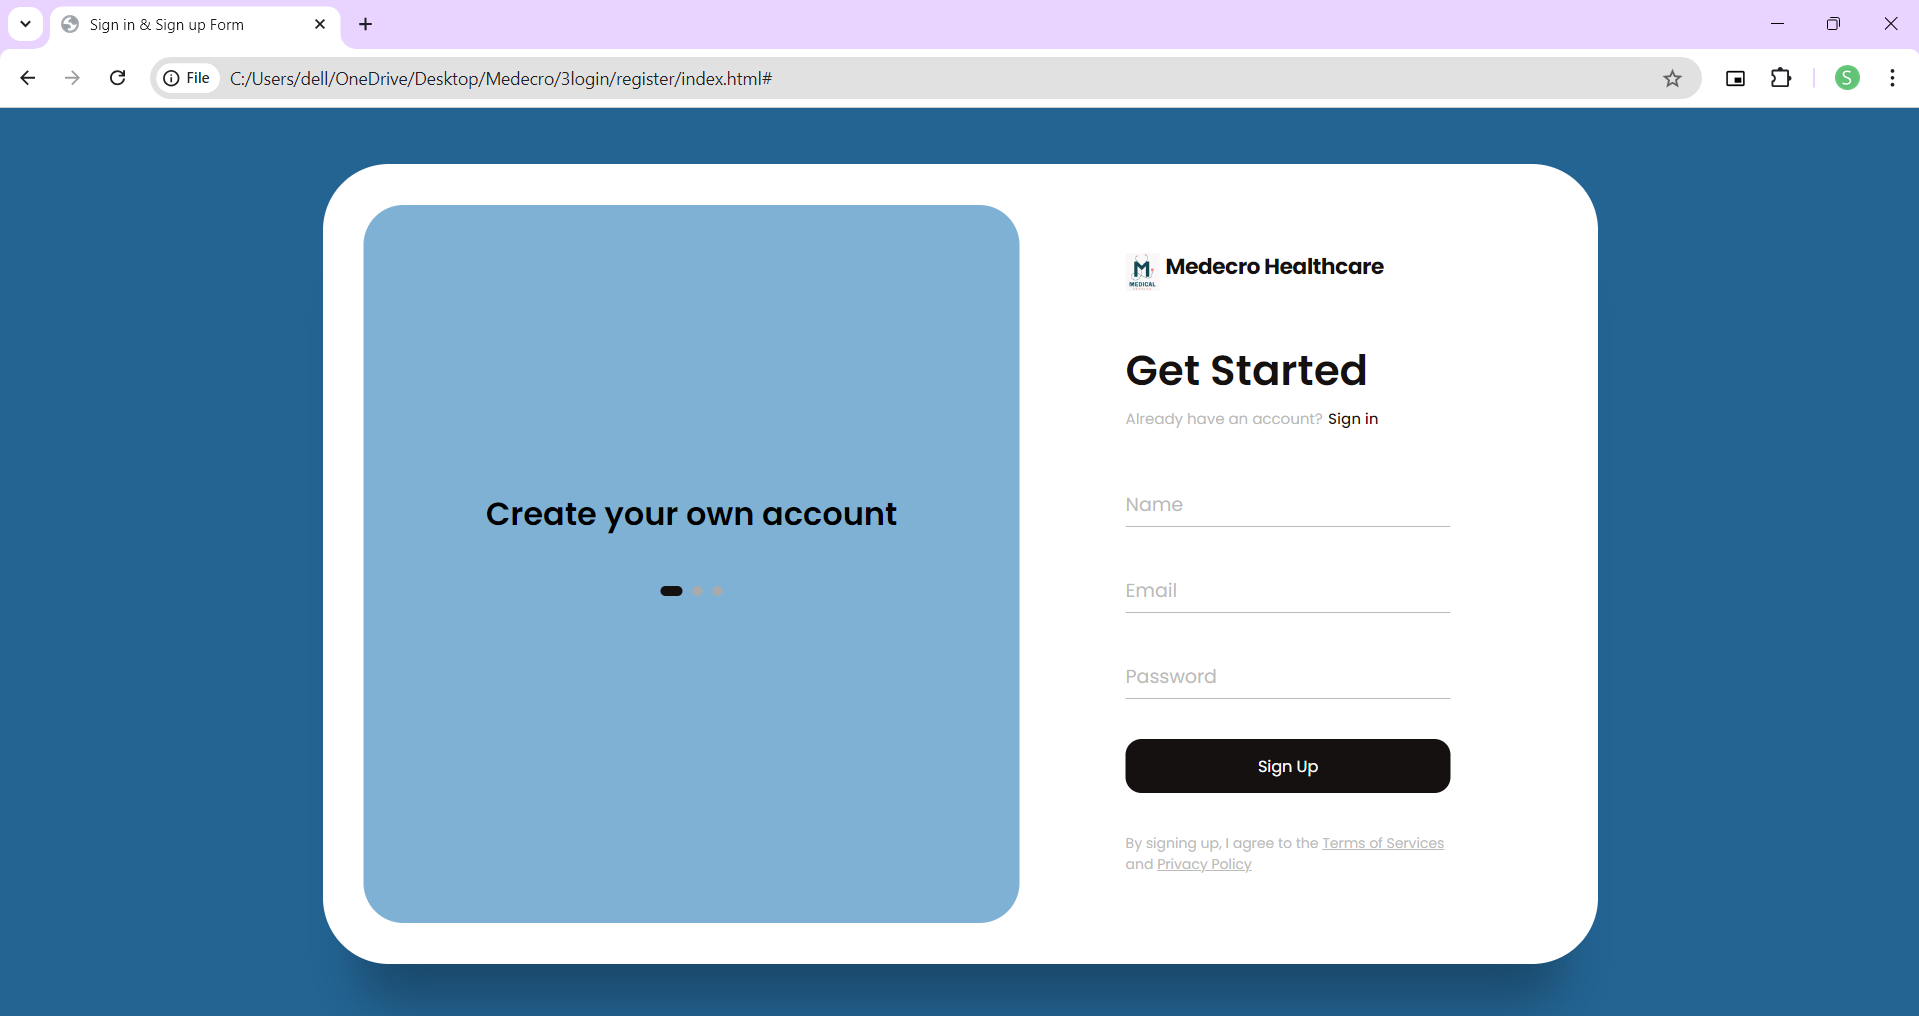 Sign in & Sign up Form
File C:/Users/dell/OneDrive/Desktop/Medecro/3login/register/index.html#
S
Create your own account
M
MEDICAL
Medecro Healthcare
Get Started
Already have an account? Sign in
Name
Email
Password
Sign Up
By signing up, I agree to the Terms of Services
and Privacy Policy